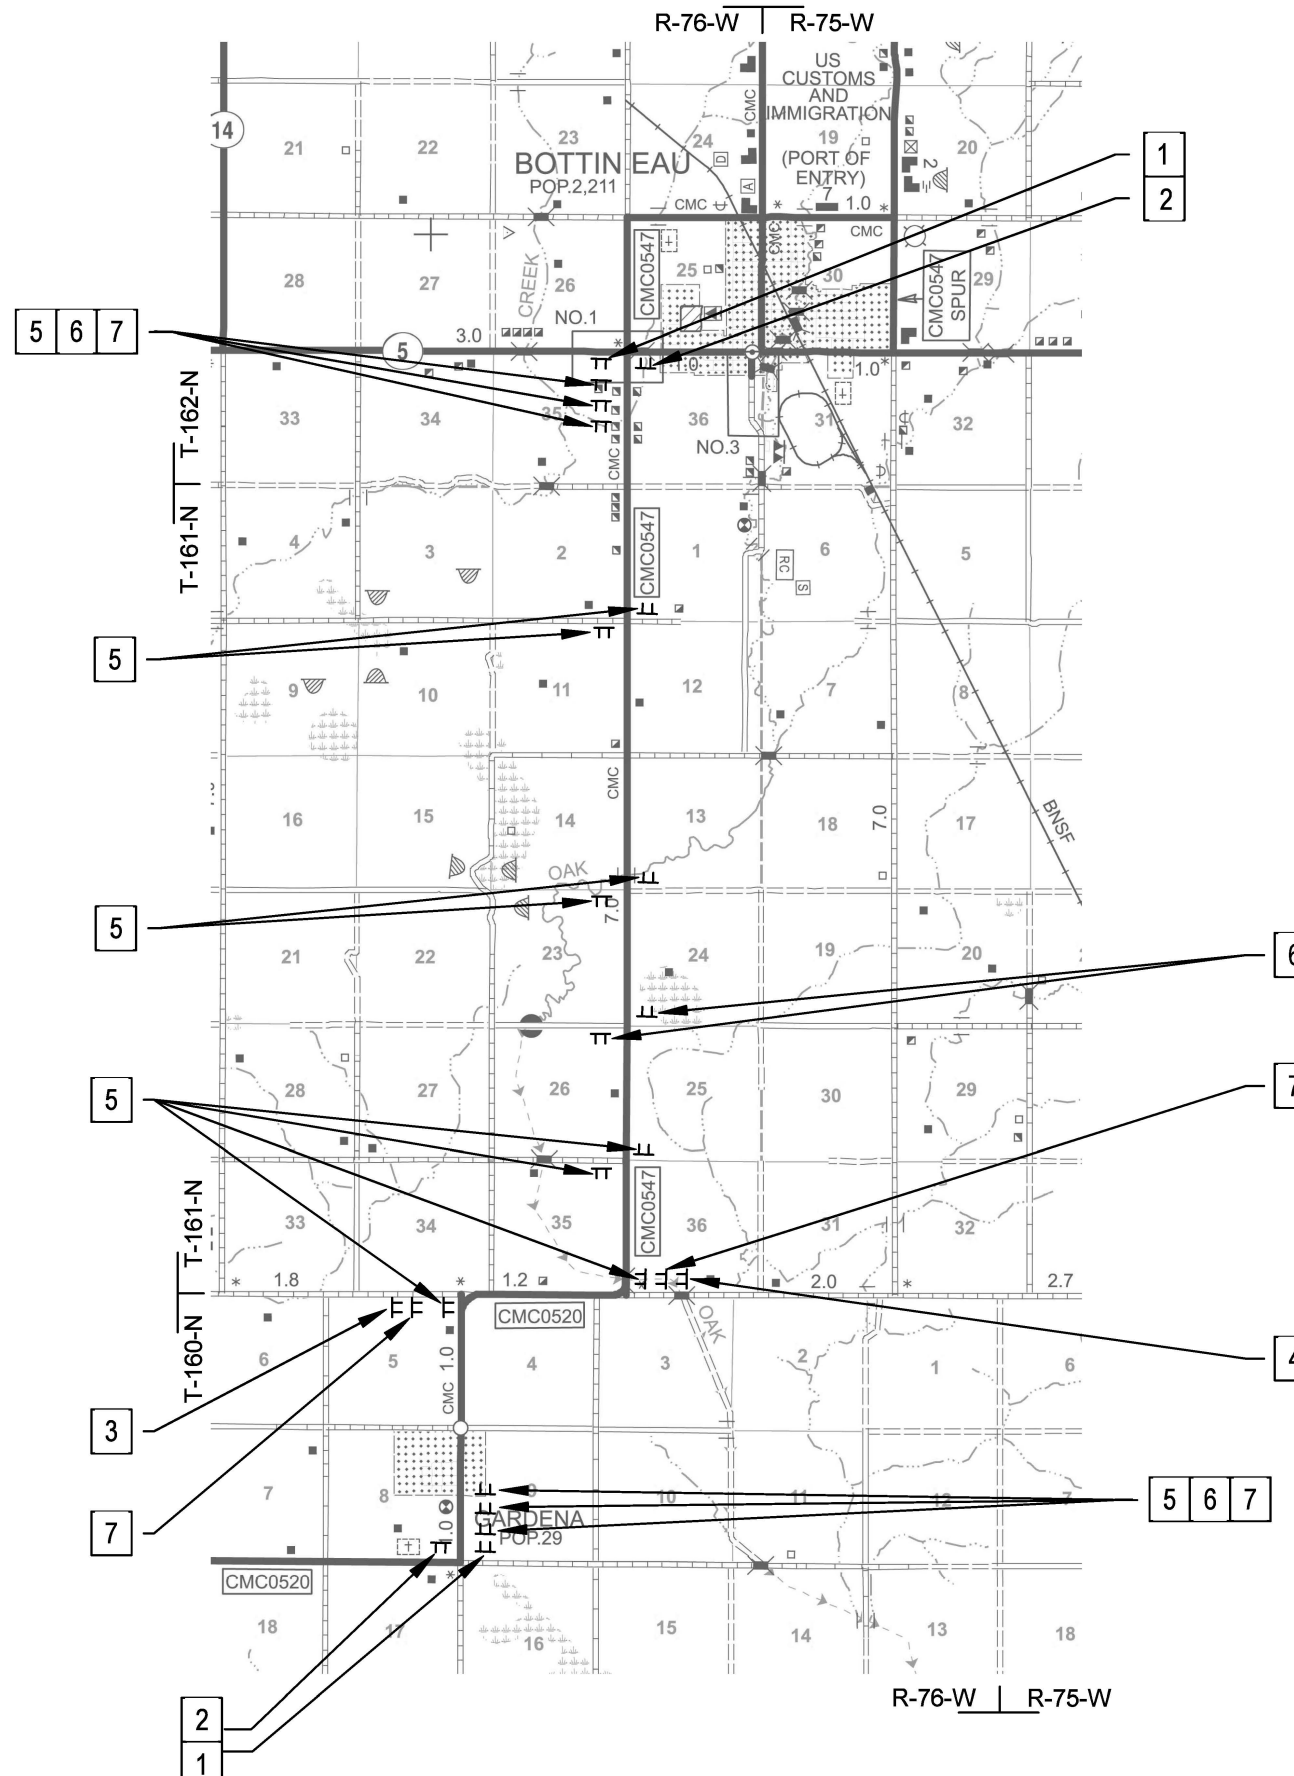 R-76-W R-75-W
US
CUSTOMS
AND
IMMIGRATION
14
21 22 23 24 19 20
BOTTINEAU
POP.2,211
(PORT OF
ENTRY)
D
A
CMC
2
1
2
CMC 7 1.0 *
*
CMC0547
CREEK
28 27 26 25 30 29
CMC
CMC
CMC0547
SPUR
NO.1
5 6 7
3.0 * 5
1.0 1.0 *
T-162-N
33 34 35 36 31 32
NO.3
CMC
T-161-N
CMC0547
4 3 2 1 6 5
RC
S
5
9 10 11 12 7 8
CMC
16 15 14 13 18 7.0 17
BNSF
OAK
7.0
5
21 22 23 24 19 20
6
28 27 26 25 30 29
7
5
T-161-N
CMC0547
33 34 35 36 31 32
* 1.8 * 1.2 2.0 * 2.7
T-160-N
CMC0520
OAK
6 5 CMC 1.0 4 3 2 1 6
4
3
7 8 9 10 11 12 7
5 6 7
7
1.0
GARDENA
POP.29
CMC0520
*
18 17 16 15 14 13 18
R-76-W R-75-W
2
1